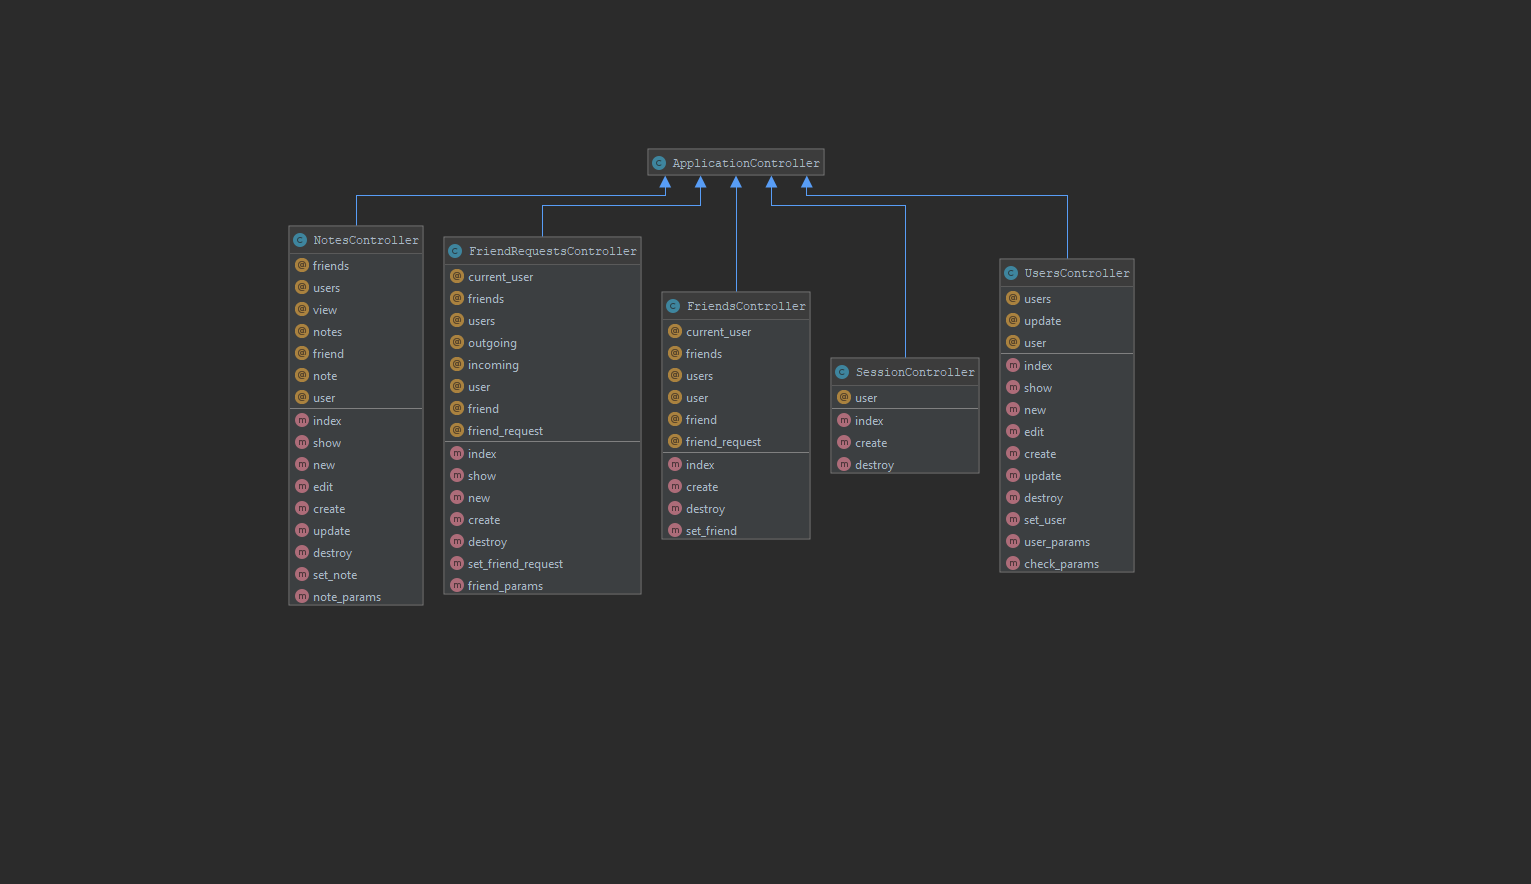 ApplicationController
NotesController
friends
users
view
notes
friend
note
user
index
show
new
edit
create
update
destroy
set_note
note_params
FriendRequestsController
current_user
friends
users
outgoing
incoming
user
friend
friend_request
index
show
new
create
destroy
set_friend_request
friend_params
FriendsController
current_user
friends
users
user
friend
friend_request
index
create
destroy
set_friend
SessionController
user
index
create
destroy
UsersController
users
update
user
index
show
new
edit
create
update
destroy
set_user
user_params
check_params